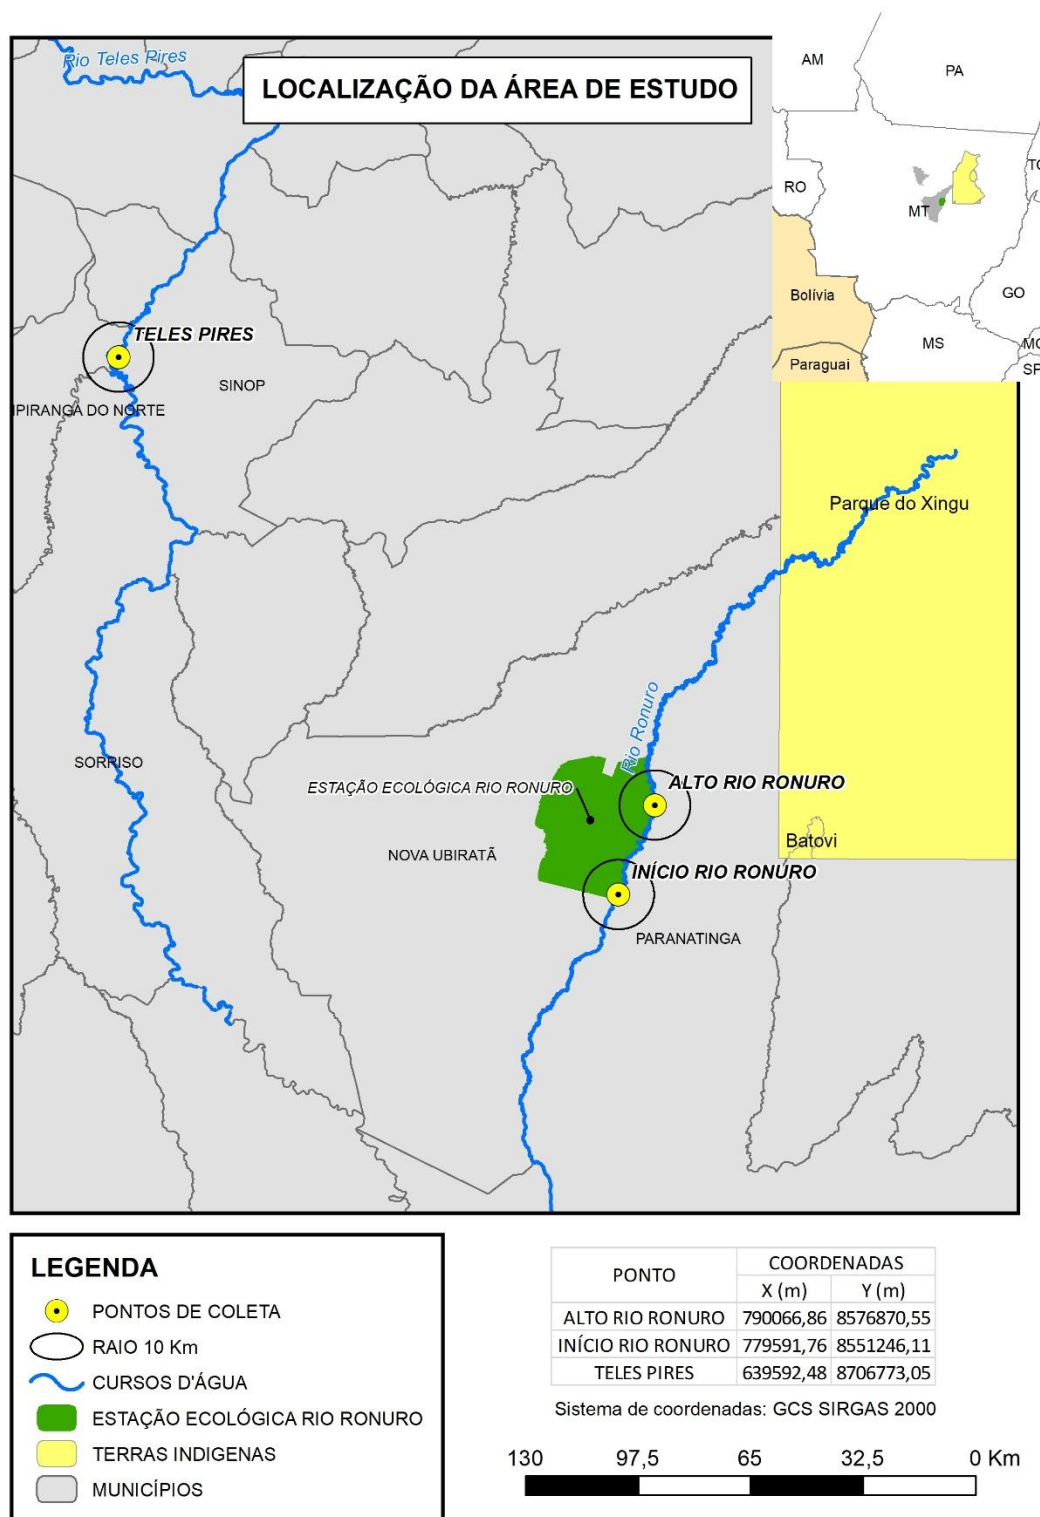 Rio Teles Pires
LOCALIZAÇÃO DA ÁREA DE ESTUDO
AM
PA
RO
MT
Bolívia
GO
MS
Paraguai
TELES PIRES
SINOP
IPIRANGA DO NORTE
Parque do Xingu
Rio Ronuro
SORRISO
ALTO RIO RONURO
ESTAÇÃO ECOLÓGICA RIO RONURO
Batovi
NOVA UBIRATÃ
INÍCIO RIO RONURO
PARANATINGA
LEGENDA
PONTOS DE COLETA
RAIO 10 Km
CURSOS D'ÁGUA
ESTAÇÃO ECOLÓGICA RIO RONURO
TERRAS INDIGENAS
MUNICÍPIOS
PONTO COORDENADAS
X (m) Y (m)
ALTO RIO RONURO 790066,86 8576870,55
INÍCIO RIO RONURO 779591,76 8551246,11
TELES PIRES 639592,48 8706773,05
Sistema de coordenadas: GCS SIRGAS 2000
130 97,5 65 32,5 0 Km